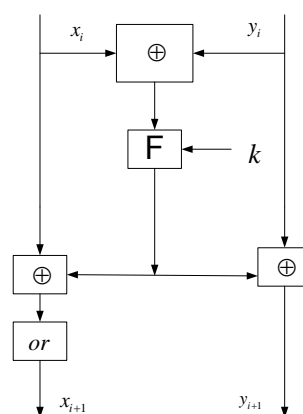 x_i y_i
⊕
F k
⊕ ⊕
or
x_{i+1} y_{i+1}